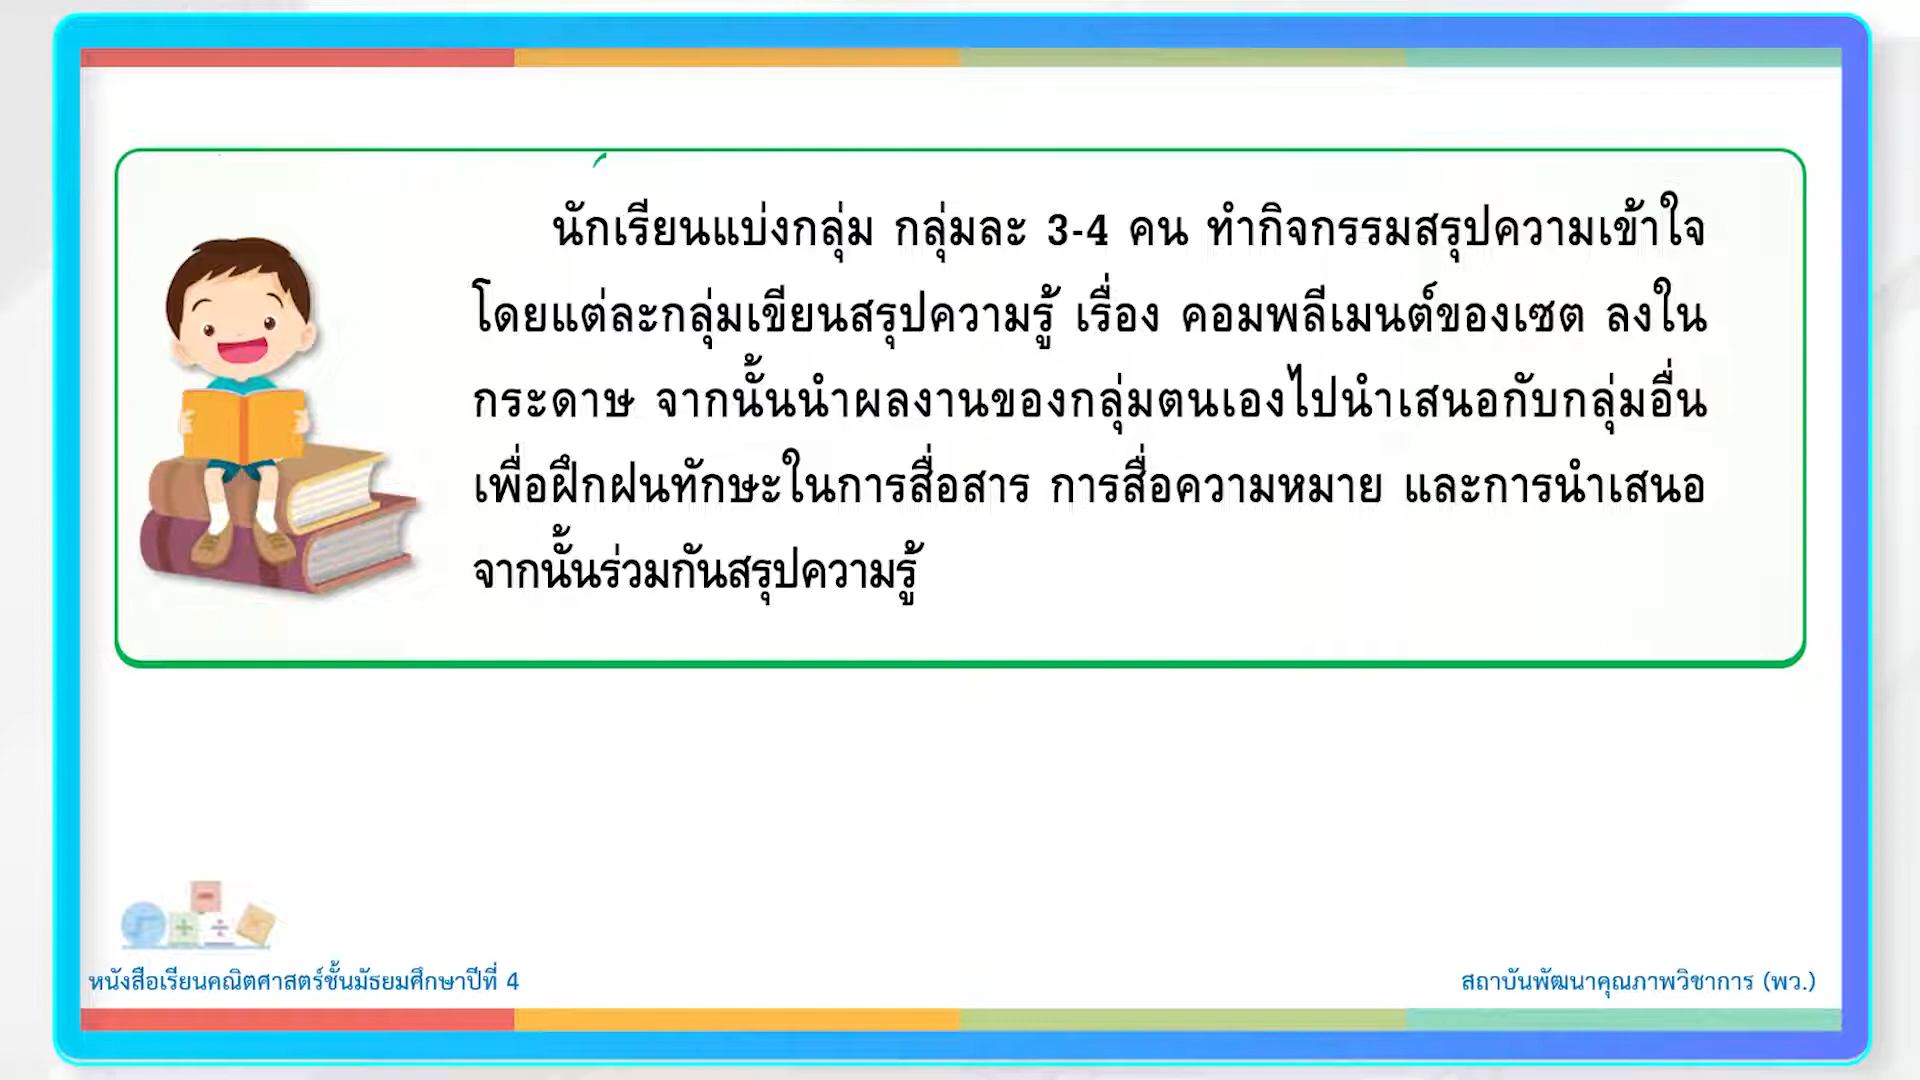 นักเรียนแบ่งกลุ่ม กลุ่มละ 3-4 คน ทำกิจกรรมสรุปความเข้าใจ
โดยแต่ละกลุ่มเขียนสรุปความรู้ เรื่อง คอมพลีเมนต์ของเซต ลงใน
กระดาษ จากนั้นนำผลงานของกลุ่มตนเองไปนำเสนอกับกลุ่มอื่น
เพื่อฝึกฝนทักษะในการสื่อสาร การสื่อความหมาย และการนำเสนอ
จากนั้นร่วมกันสรุปความรู้
หนังสือเรียนคณิตศาสตร์ชั้นมัธยมศึกษาปีที่ 4
สถาบันพัฒนาคุณภาพวิชาการ (พว.)